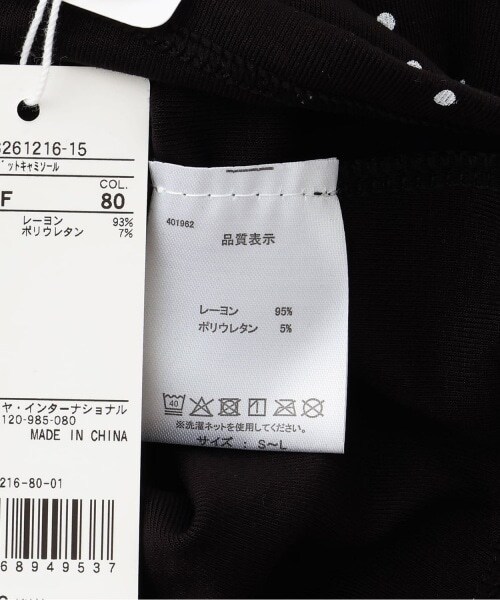 3261216-15
ドットキャミソール
COL.
F 80
レーヨン 93%
ポリウレタン 7%
ヤ・インターナショナル
120-985-080
MADE IN CHINA
216-80-01
68949537
401962
品質表示
レーヨン 95%
ポリウレタン 5%
40
※洗濯ネットを使用してください。
サイズ : S~L